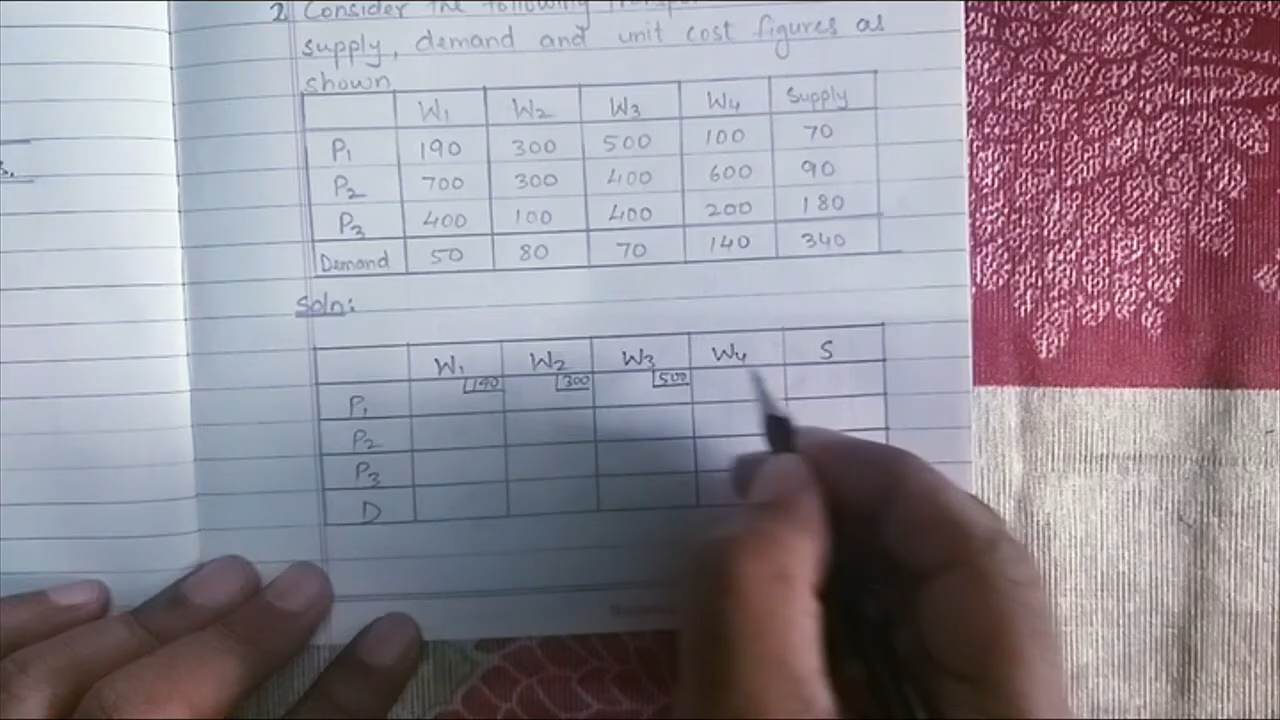 2. Consider the following
supply, demand and unit cost figures as
shown
W1 W2 W3 W4 Supply
P1 190 300 500 100 70
P2 700 300 400 600 90
P3 400 100 400 200 180
Demand 50 80 70 140 340
Soln:
W1 W2 W3 W4 S
190 300 500
P1
P2
P3
D